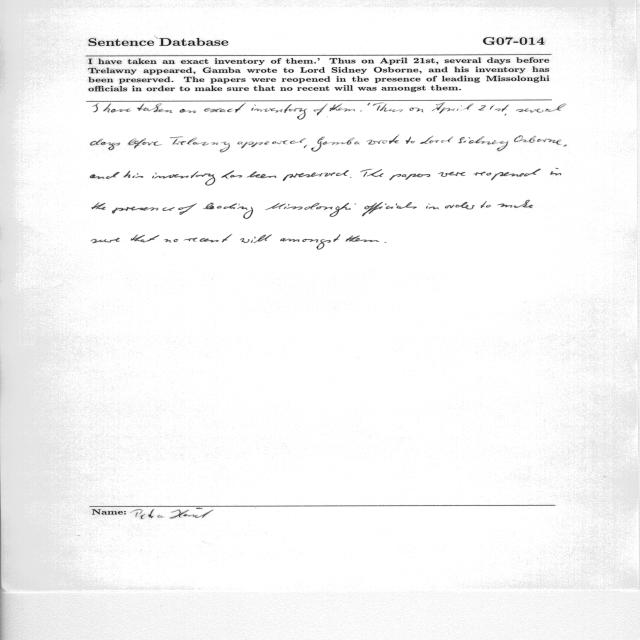 Sentence Database G07-014
I have taken an exact inventory of them.' Thus on April 21st, several days before
Trelawny appeared, Gamba wrote to Lord Sidney Osborne, and his inventory has
been preserved. The papers were reopened in the presence of leading Missolonghi
officials in order to make sure that no recent will was amongst them.
I have taken an exact inventory of them.' Thus on April 21st, several
days before Trelawny appeared, Gamba wrote to Lord Sidney Osborne,
and his inventory has been preserved. The papers were reopened in
the presence of leading Missolonghi officials in order to make
sure that no recent will amongst them.
Name: